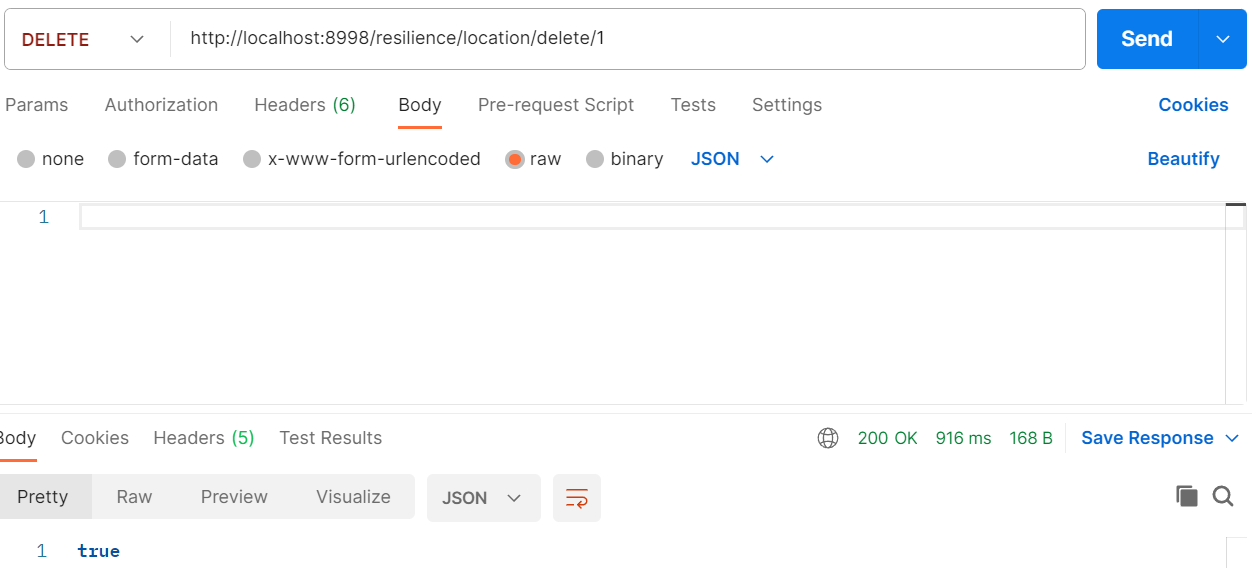 DELETE http://localhost:8998/resilience/location/delete/1 Send
Params Authorization Headers (6) Body Pre-request Script Tests Settings Cookies
none form-data x-www-form-urlencoded raw binary JSON Beautify
1
Body Cookies Headers (5) Test Results 200 OK 916 ms 168 B Save Response
Pretty Raw Preview Visualize JSON
1 true